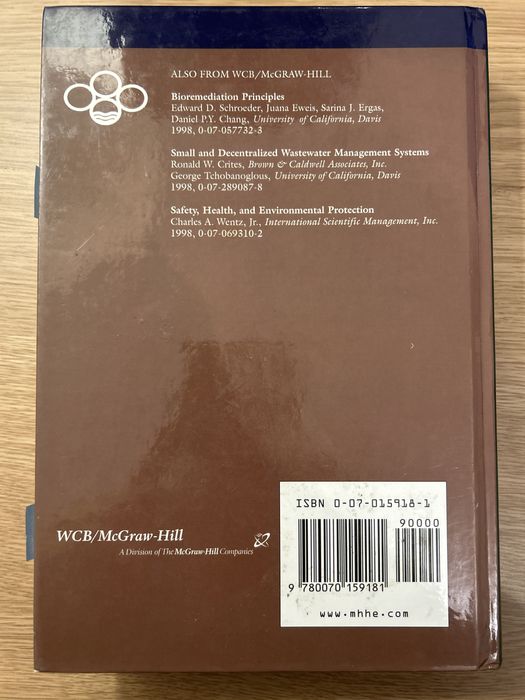 ALSO FROM WCB/McGRAW-HILL
Bioremediation Principles
Edward D. Schroeder, Juana Eweis, Sarina J. Ergas,
Daniel P.Y. Chang, University of California, Davis
1998, 0-07-057732-3
Small and Decentralized Wastewater Management Systems
Ronald W. Crites, Brown & Caldwell Associates, Inc.
George Tchobanoglous, University of California, Davis
1998, 0-07-289087-8
Safety, Health, and Environmental Protection
Charles A. Wentz, Jr., International Scientific Management, Inc.
1998, 0-07-069310-2
WCB/McGraw-Hill
A Division of The McGraw-Hill Companies
ISBN 0-07-015918-1
90000
9 780070 159181
www.mhhe.com